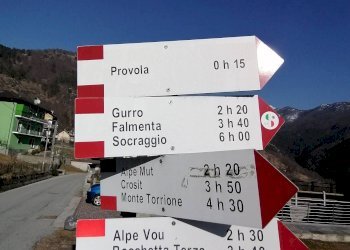 Provola 0 h 15
Gurro 2 h 20
Falmenta 3 h 40
Socraggio 6 h 00
Alpe Mut 2 h 20
Crosit 3 h 50
Monte Torrione 4 h 30
Alpe Vou 2 h 30